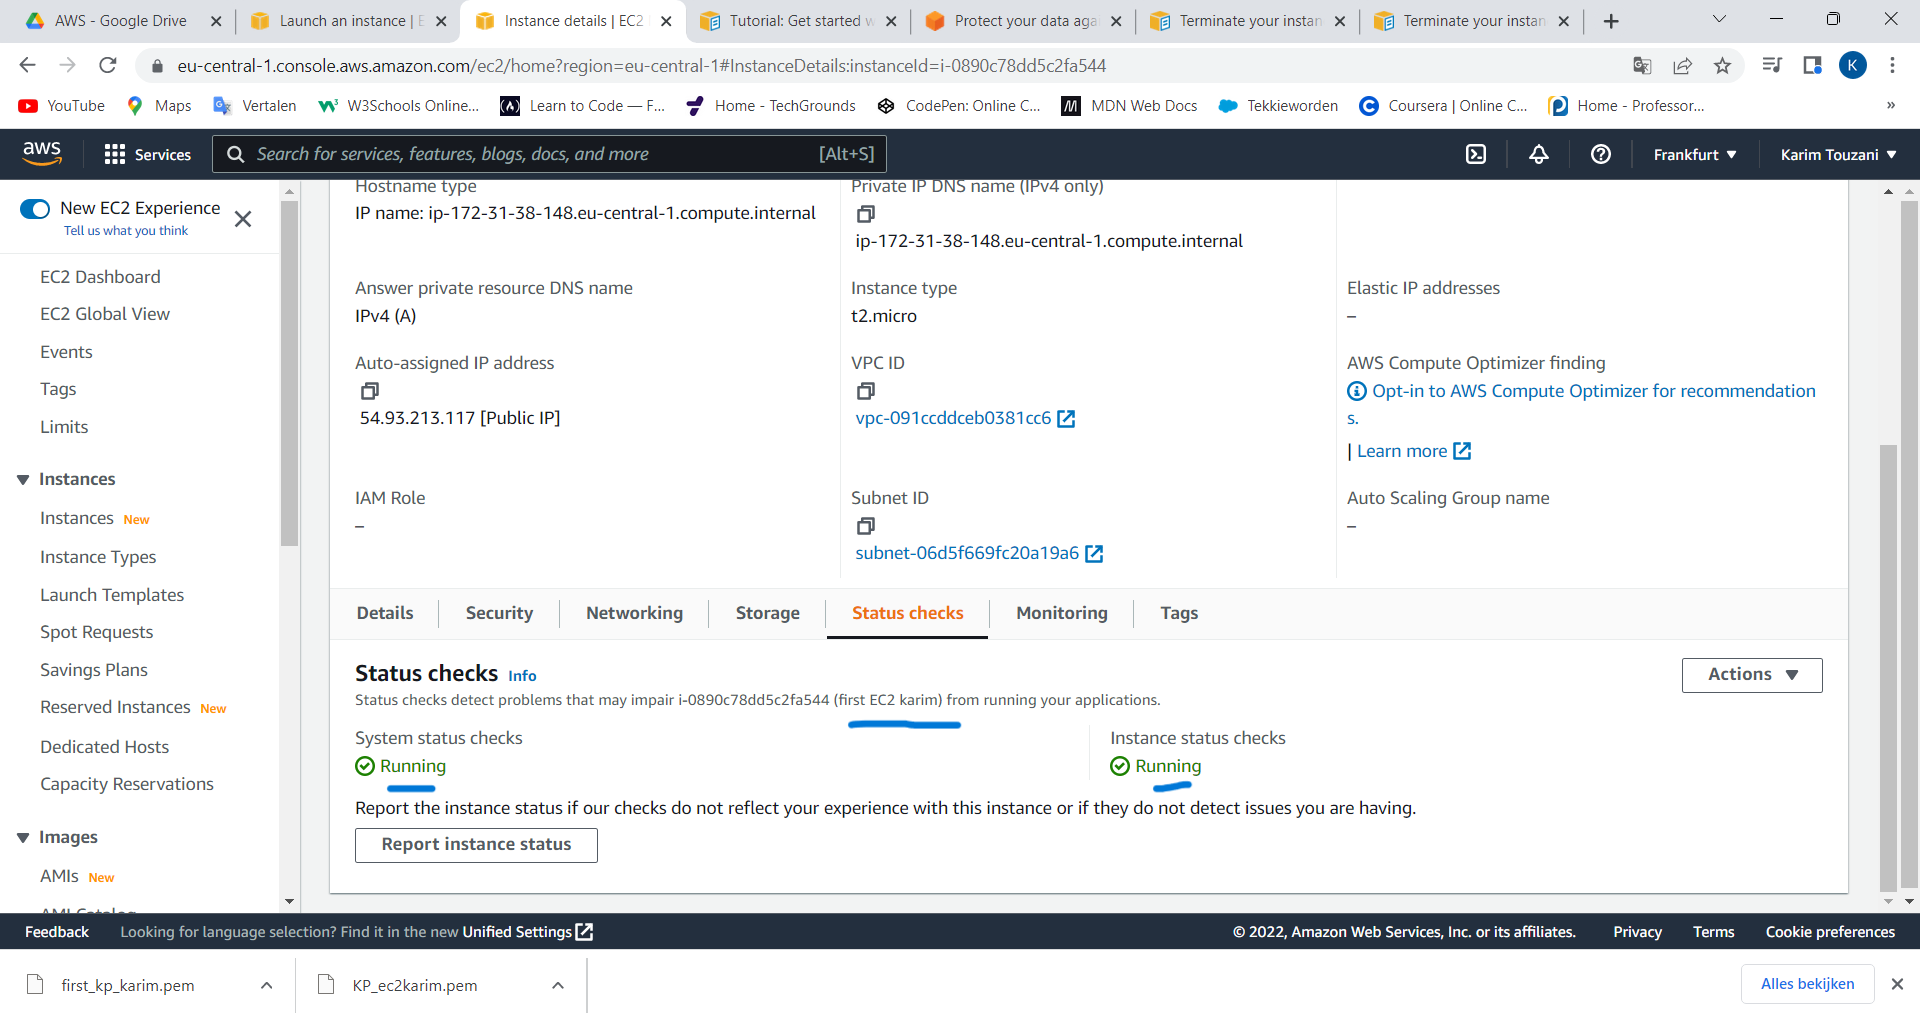 AWS - Google Drive
Launch an instance | E
Instance details | EC2
Tutorial: Get started w
Protect your data agai
Terminate your instan
Terminate your instan
eu-central-1.console.aws.amazon.com/ec2/home?region=eu-central-1#InstanceDetails:instanceId=i-0890c78dd5c2fa544
K
YouTube
Maps
Vertalen
W3Schools Online...
Learn to Code — F...
Home - TechGrounds
CodePen: Online C...
MDN Web Docs
Tekkieworden
Coursera | Online C...
Home - Professor...
»
aws
Services
Search for services, features, blogs, docs, and more
[Alt+S]
Frankfurt
Karim Touzani
New EC2 Experience
Tell us what you think
EC2 Dashboard
EC2 Global View
Events
Tags
Limits
Instances
Instances New
Instance Types
Launch Templates
Spot Requests
Savings Plans
Reserved Instances New
Dedicated Hosts
Capacity Reservations
Images
AMIs New
AMI Catalog
Hostname type
IP name: ip-172-31-38-148.eu-central-1.compute.internal
Private IP DNS name (IPv4 only)
ip-172-31-38-148.eu-central-1.compute.internal
Answer private resource DNS name
IPv4 (A)
Instance type
t2.micro
Elastic IP addresses
–
Auto-assigned IP address
54.93.213.117 [Public IP]
VPC ID
vpc-091ccddceb0381cc6
AWS Compute Optimizer finding
Opt-in to AWS Compute Optimizer for recommendation
s.
| Learn more
IAM Role
–
Subnet ID
subnet-06d5f669fc20a19a6
Auto Scaling Group name
–
Details
Security
Networking
Storage
Status checks
Monitoring
Tags
Status checks Info
Actions
Status checks detect problems that may impair i-0890c78dd5c2fa544 (first EC2 karim) from running your applications.
System status checks
Running
Instance status checks
Running
Report the instance status if our checks do not reflect your experience with this instance or if they do not detect issues you are having.
Report instance status
Feedback
Looking for language selection? Find it in the new Unified Settings
© 2022, Amazon Web Services, Inc. or its affiliates.
Privacy
Terms
Cookie preferences
first_kp_karim.pem
KP_ec2karim.pem
Alles bekijken